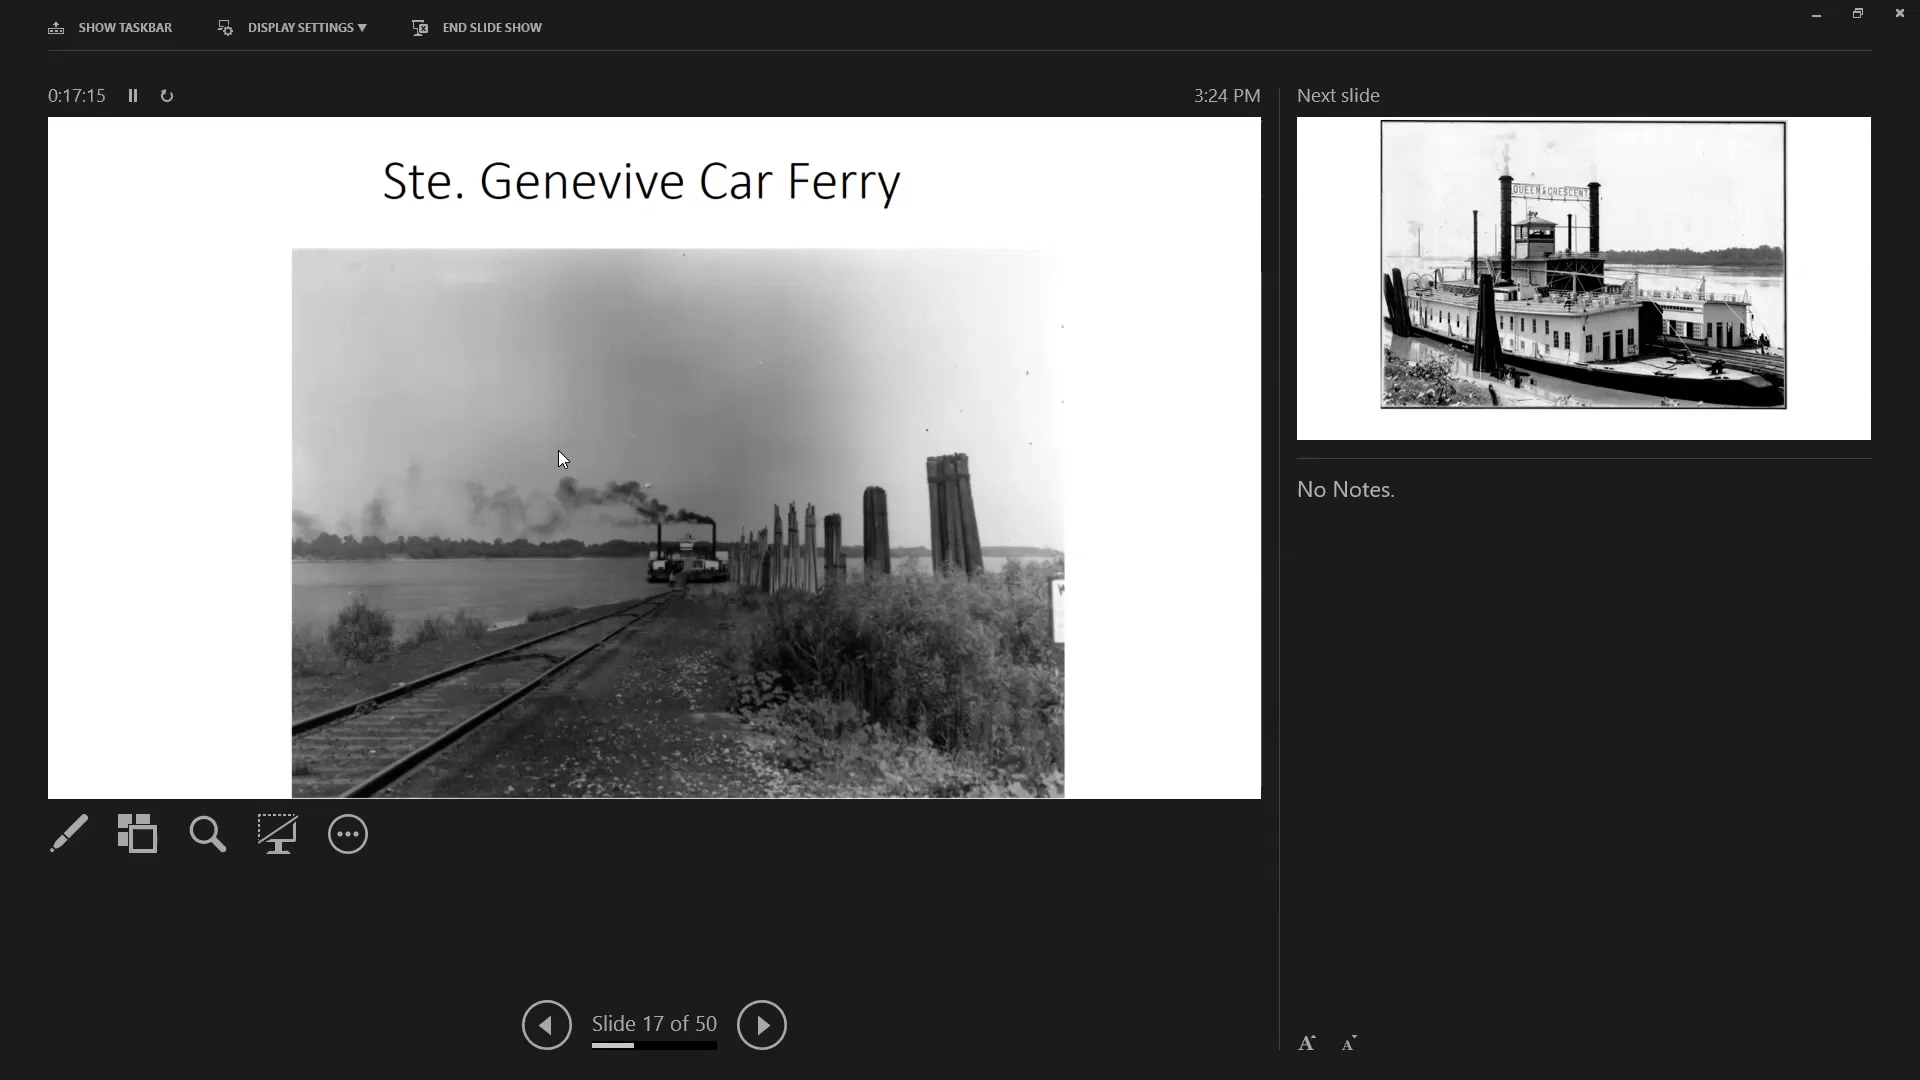 SHOW TASKBAR
DISPLAY SETTINGS ▼
END SLIDE SHOW
0:17:15
3:24 PM
Next slide
Ste. Genevive Car Ferry
QUEEN & CRESCENT
No Notes.
Slide 17 of 50
A A